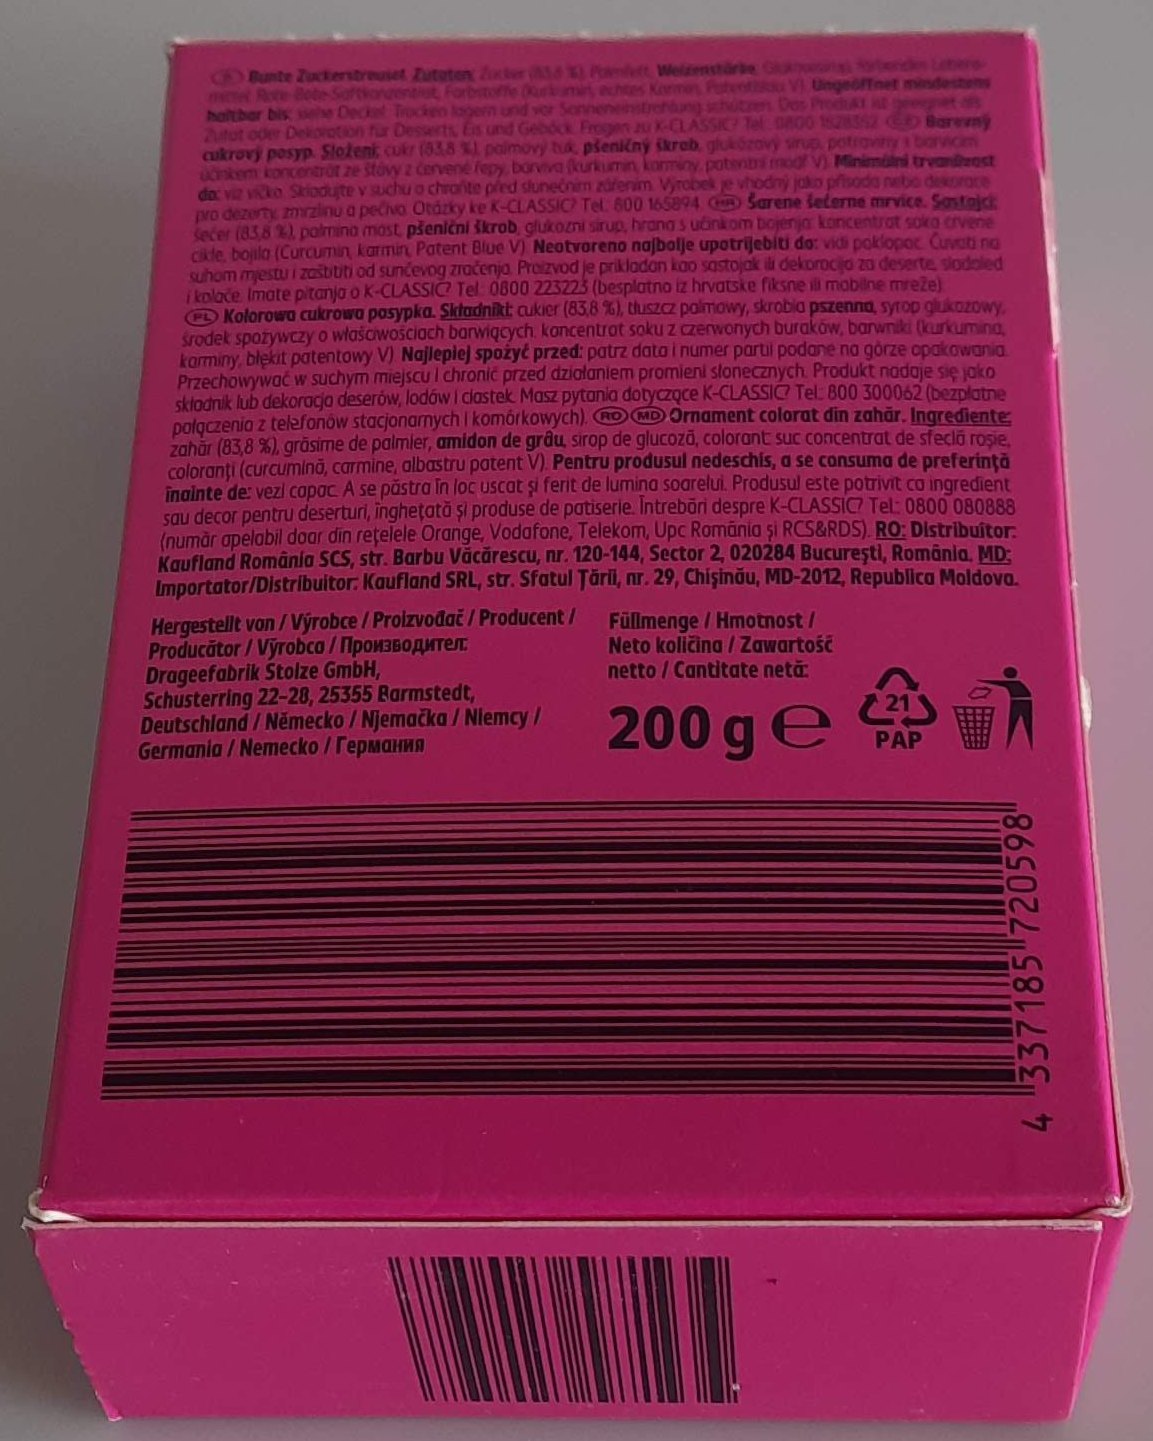 D Bunte Zuckerstreusel. Zutaten: Zucker (83,8 %), Palmfett, Weizenstärke, Glukosesirup, färbendes Lebens-
mittel: Rote-Bete-Saftkonzentrat, Farbstoffe (Kurkumin, echtes Karmin, Patentblau V). Ungeöffnet mindestens
haltbar bis: siehe Deckel. Trocken lagern und vor Sonneneinstrahlung schützen. Das Produkt ist geeignet als
Zutat oder Dekoration für Desserts, Eis und Gebäck. Fragen zu K-CLASSIC? Tel.: 0800 1528352 CZ Barevný
cukrový posyp. Složení: cukr (83,8 %), palmový tuk, pšeničný škrob, glukózový sirup, potraviny s barvicím
účinkem: koncentrát ze šťávy z červené řepy, barviva (kurkumin, karmíny, patentní modř V). Minimální trvanlivost
do: viz víčko. Skladujte v suchu a chraňte před slunečním zářením. Výrobek je vhodný jako přísada nebo dekorace
pro dezerty, zmrzlinu a pečivo. Otázky ke K-CLASSIC? Tel.: 800 165894 HR Šarene šećerne mrvice. Sastojci:
šećer (83,8 %), palmina mast, pšenični škrob, glukozni sirup, hrana s učinkom bojenja: koncentrat soka crvene
cikle, bojila (Curcumin, karmin, Patent Blue V). Neotvoreno najbolje upotrijebiti do: vidi poklopac. Čuvati na
suhom mjestu i zaštititi od sunčevog zračenja. Proizvod je prikladan kao sastojak ili dekoracija za deserte, sladoled
i kolače. Imate pitanja o K-CLASSIC? Tel.: 0800 223223 (besplatno iz hrvatske fiksne ili mobilne mreže).
PL Kolorowa cukrowa posypka. Składniki: cukier (83,8 %), tłuszcz palmowy, skrobia pszenna, syrop glukozowy,
środek spożywczy o właściwościach barwiących: koncentrat soku z czerwonych buraków, barwniki (kurkumina,
karminy, błękit patentowy V). Najlepiej spożyć przed: patrz data i numer partii podane na górze opakowania.
Przechowywać w suchym miejscu i chronić przed działaniem promieni słonecznych. Produkt nadaje się jako
składnik lub dekoracja deserów, lodów i ciastek. Masz pytania dotyczące K-CLASSIC? Tel.: 800 300062 (bezpłatne
połączenia z telefonów stacjonarnych i komórkowych). RO MD Ornament colorat din zahăr. Ingrediente:
zahăr (83,8 %), grăsime de palmier, amidon de grâu, sirop de glucoză, colorant: suc concentrat de sfeclă roșie,
coloranți (curcumină, carmine, albastru patent V). Pentru produsul nedeschis, a se consuma de preferință
înainte de: vezi capac. A se păstra în loc uscat și ferit de lumina soarelui. Produsul este potrivit ca ingredient
sau decor pentru deserturi, înghețată și produse de patiserie. Întrebări despre K-CLASSIC? Tel.: 0800 080888
(număr apelabil doar din rețelele Orange, Vodafone, Telekom, Upc România și RCS&RDS). RO: Distribuitor:
Kaufland România SCS, str. Barbu Văcărescu, nr. 120-144, Sector 2, 020284 București, România. MD:
Importator/Distribuitor: Kaufland SRL, str. Sfatul Țării, nr. 29, Chișinău, MD-2012, Republica Moldova.
Hergestellt von / Výrobce / Proizvođač / Producent /
Producător / Výrobca / Производител:
Drageefabrik Stolze GmbH,
Schusterring 22-28, 25355 Barmstedt,
Deutschland / Německo / Njemačka / Niemcy /
Germania / Nemecko / Германия
Füllmenge / Hmotnost /
Neto količina / Zawartość
netto / Cantitate netă:
200 g e
21
PAP
4 337185 720598